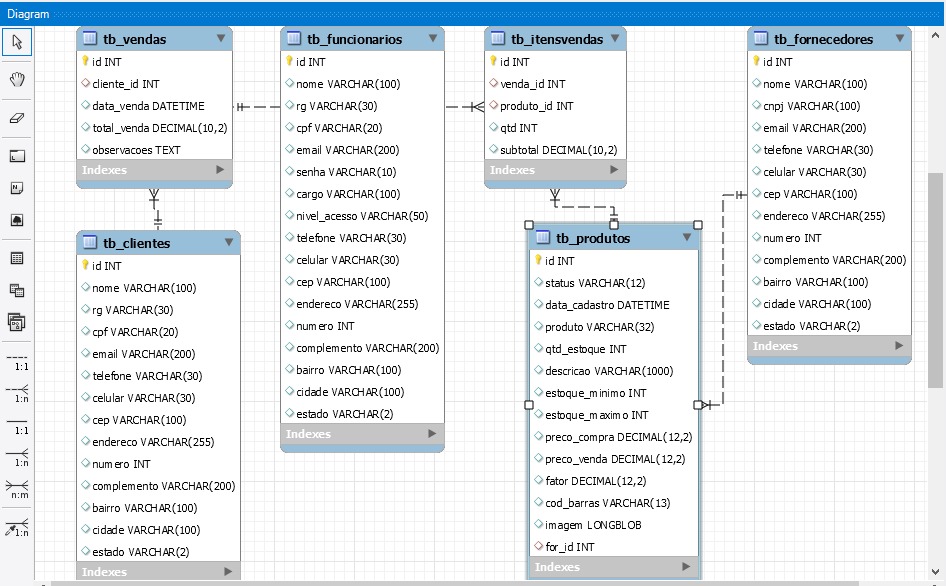 Diagram
tb_vendas
id INT
cliente_id INT
data_venda DATETIME
total_venda DECIMAL(10,2)
observacoes TEXT
Indexes
tb_funcionarios
id INT
nome VARCHAR(100)
rg VARCHAR(30)
cpf VARCHAR(20)
email VARCHAR(200)
senha VARCHAR(10)
cargo VARCHAR(100)
nivel_acesso VARCHAR(50)
telefone VARCHAR(30)
celular VARCHAR(30)
cep VARCHAR(100)
endereco VARCHAR(255)
numero INT
complemento VARCHAR(200)
bairro VARCHAR(100)
cidade VARCHAR(100)
estado VARCHAR(2)
Indexes
tb_itensvendas
id INT
venda_id INT
produto_id INT
qtd INT
subtotal DECIMAL(10,2)
Indexes
tb_fornecedores
id INT
nome VARCHAR(100)
cnpj VARCHAR(100)
email VARCHAR(200)
telefone VARCHAR(30)
celular VARCHAR(30)
cep VARCHAR(100)
endereco VARCHAR(255)
numero INT
complemento VARCHAR(200)
bairro VARCHAR(100)
cidade VARCHAR(100)
estado VARCHAR(2)
Indexes
tb_clientes
id INT
nome VARCHAR(100)
rg VARCHAR(30)
cpf VARCHAR(20)
email VARCHAR(200)
telefone VARCHAR(30)
celular VARCHAR(30)
cep VARCHAR(100)
endereco VARCHAR(255)
numero INT
complemento VARCHAR(200)
bairro VARCHAR(100)
cidade VARCHAR(100)
estado VARCHAR(2)
Indexes
tb_produtos
id INT
status VARCHAR(12)
data_cadastro DATETIME
produto VARCHAR(32)
qtd_estoque INT
descricao VARCHAR(1000)
estoque_minimo INT
estoque_maximo INT
preco_compra DECIMAL(12,2)
preco_venda DECIMAL(12,2)
fator DECIMAL(12,2)
cod_barras VARCHAR(13)
imagem LONGBLOB
for_id INT
Indexes
N
1:1
1:n
1:1
1:n
n:m
1:n